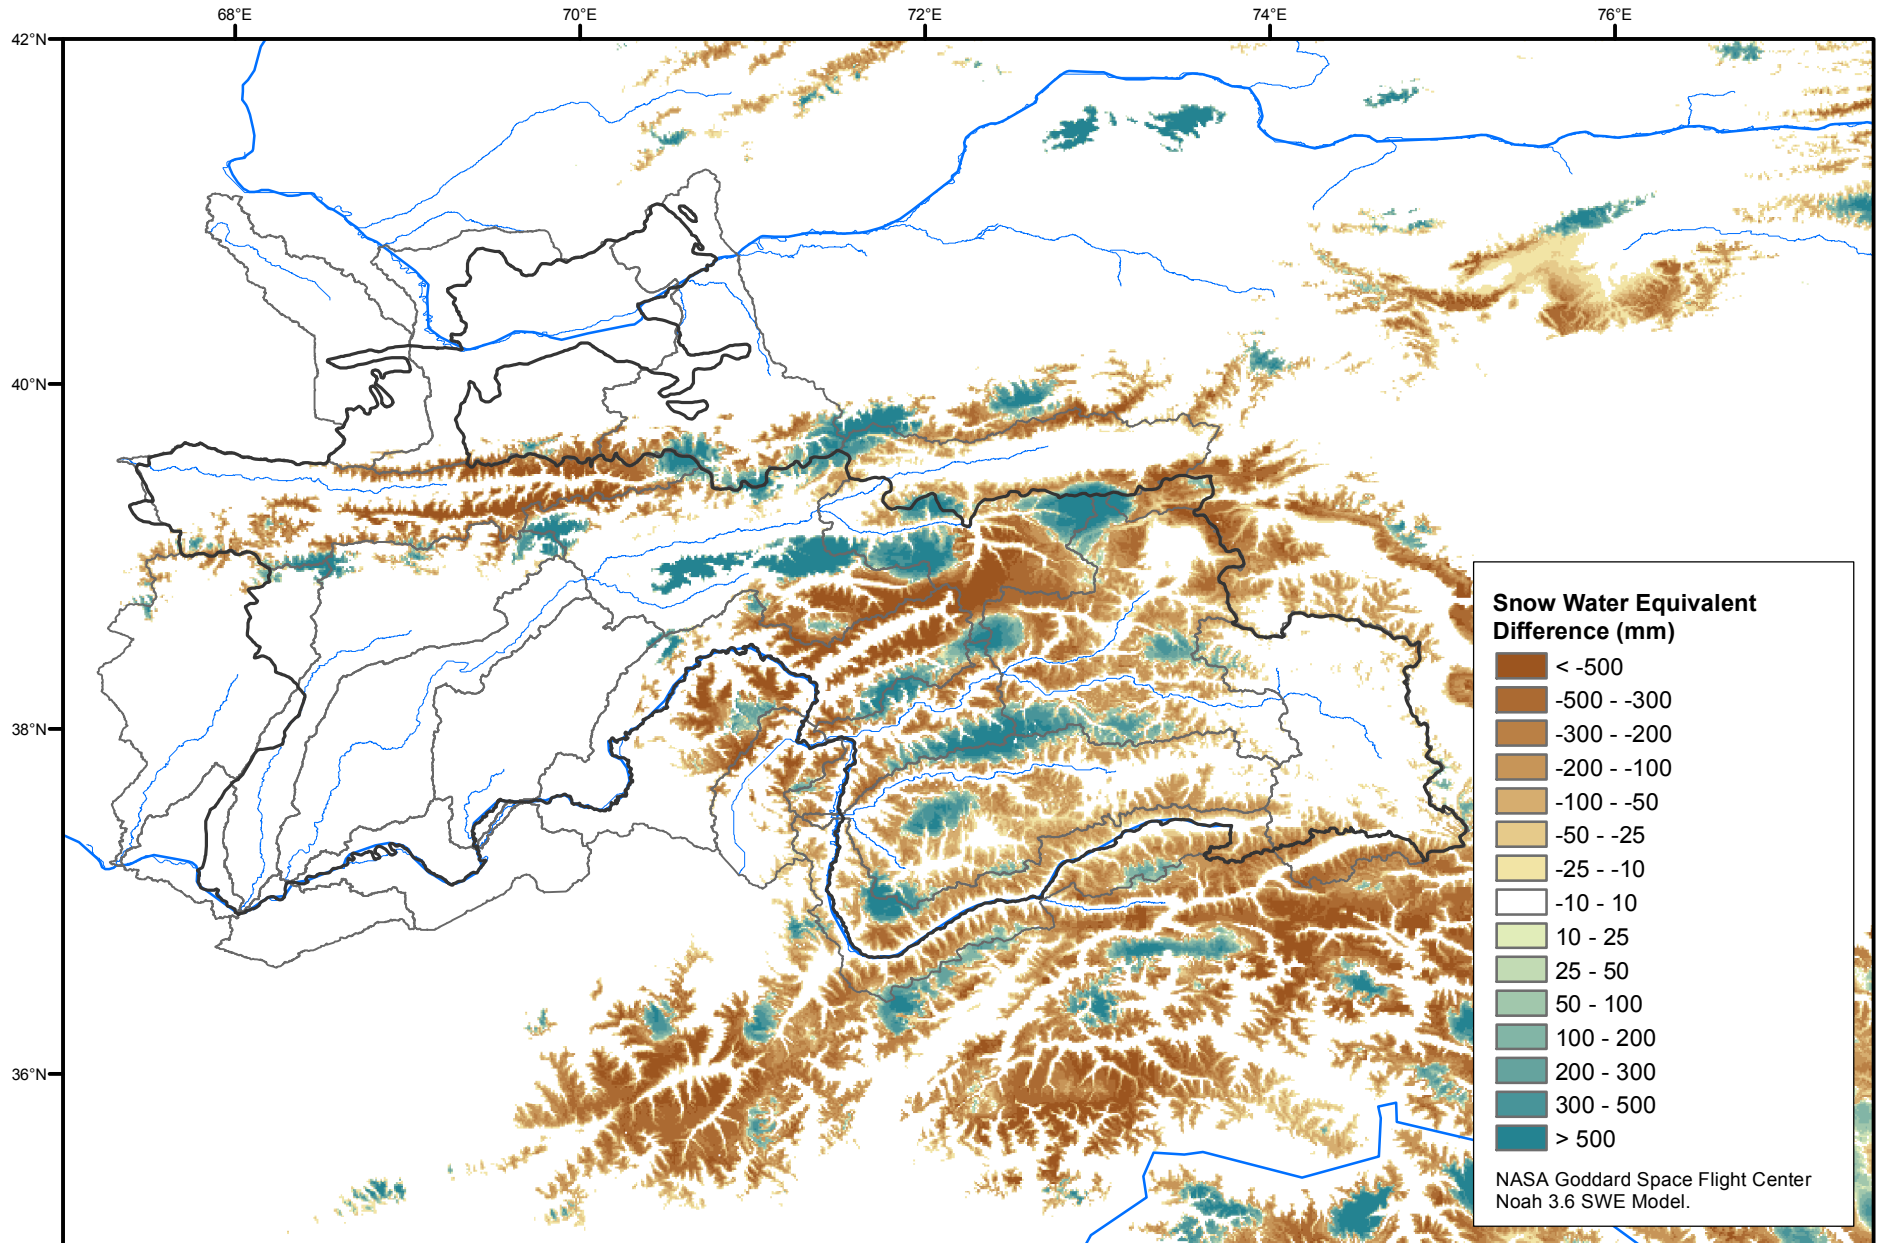 68°E
70°E
72°E
74°E
76°E
42°N
40°N
38°N
36°N
Snow Water Equivalent
Difference (mm)
< -500
-500 - -300
-300 - -200
-200 - -100
-100 - -50
-50 - -25
-25 - -10
-10 - 10
10 - 25
25 - 50
50 - 100
100 - 200
200 - 300
300 - 500
> 500
NASA Goddard Space Flight Center
Noah 3.6 SWE Model.